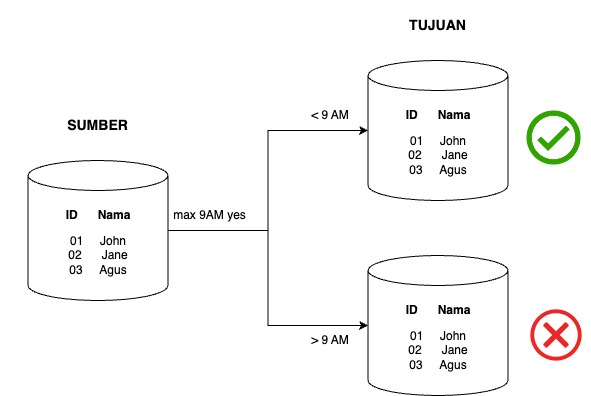 TUJUAN
< 9 AM
ID Nama
01 John
02 Jane
03 Agus
SUMBER
ID Nama
01 John
02 Jane
03 Agus
max 9AM yes
ID Nama
01 John
02 Jane
03 Agus
> 9 AM